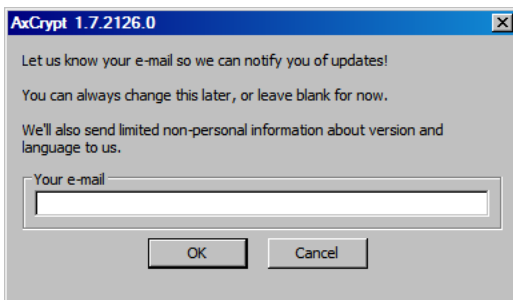 AxCrypt 1.7.2126.0
Let us know your e-mail so we can notify you of updates!
You can always change this later, or leave blank for now.
We'll also send limited non-personal information about version and
language to us.
Your e-mail
OK Cancel